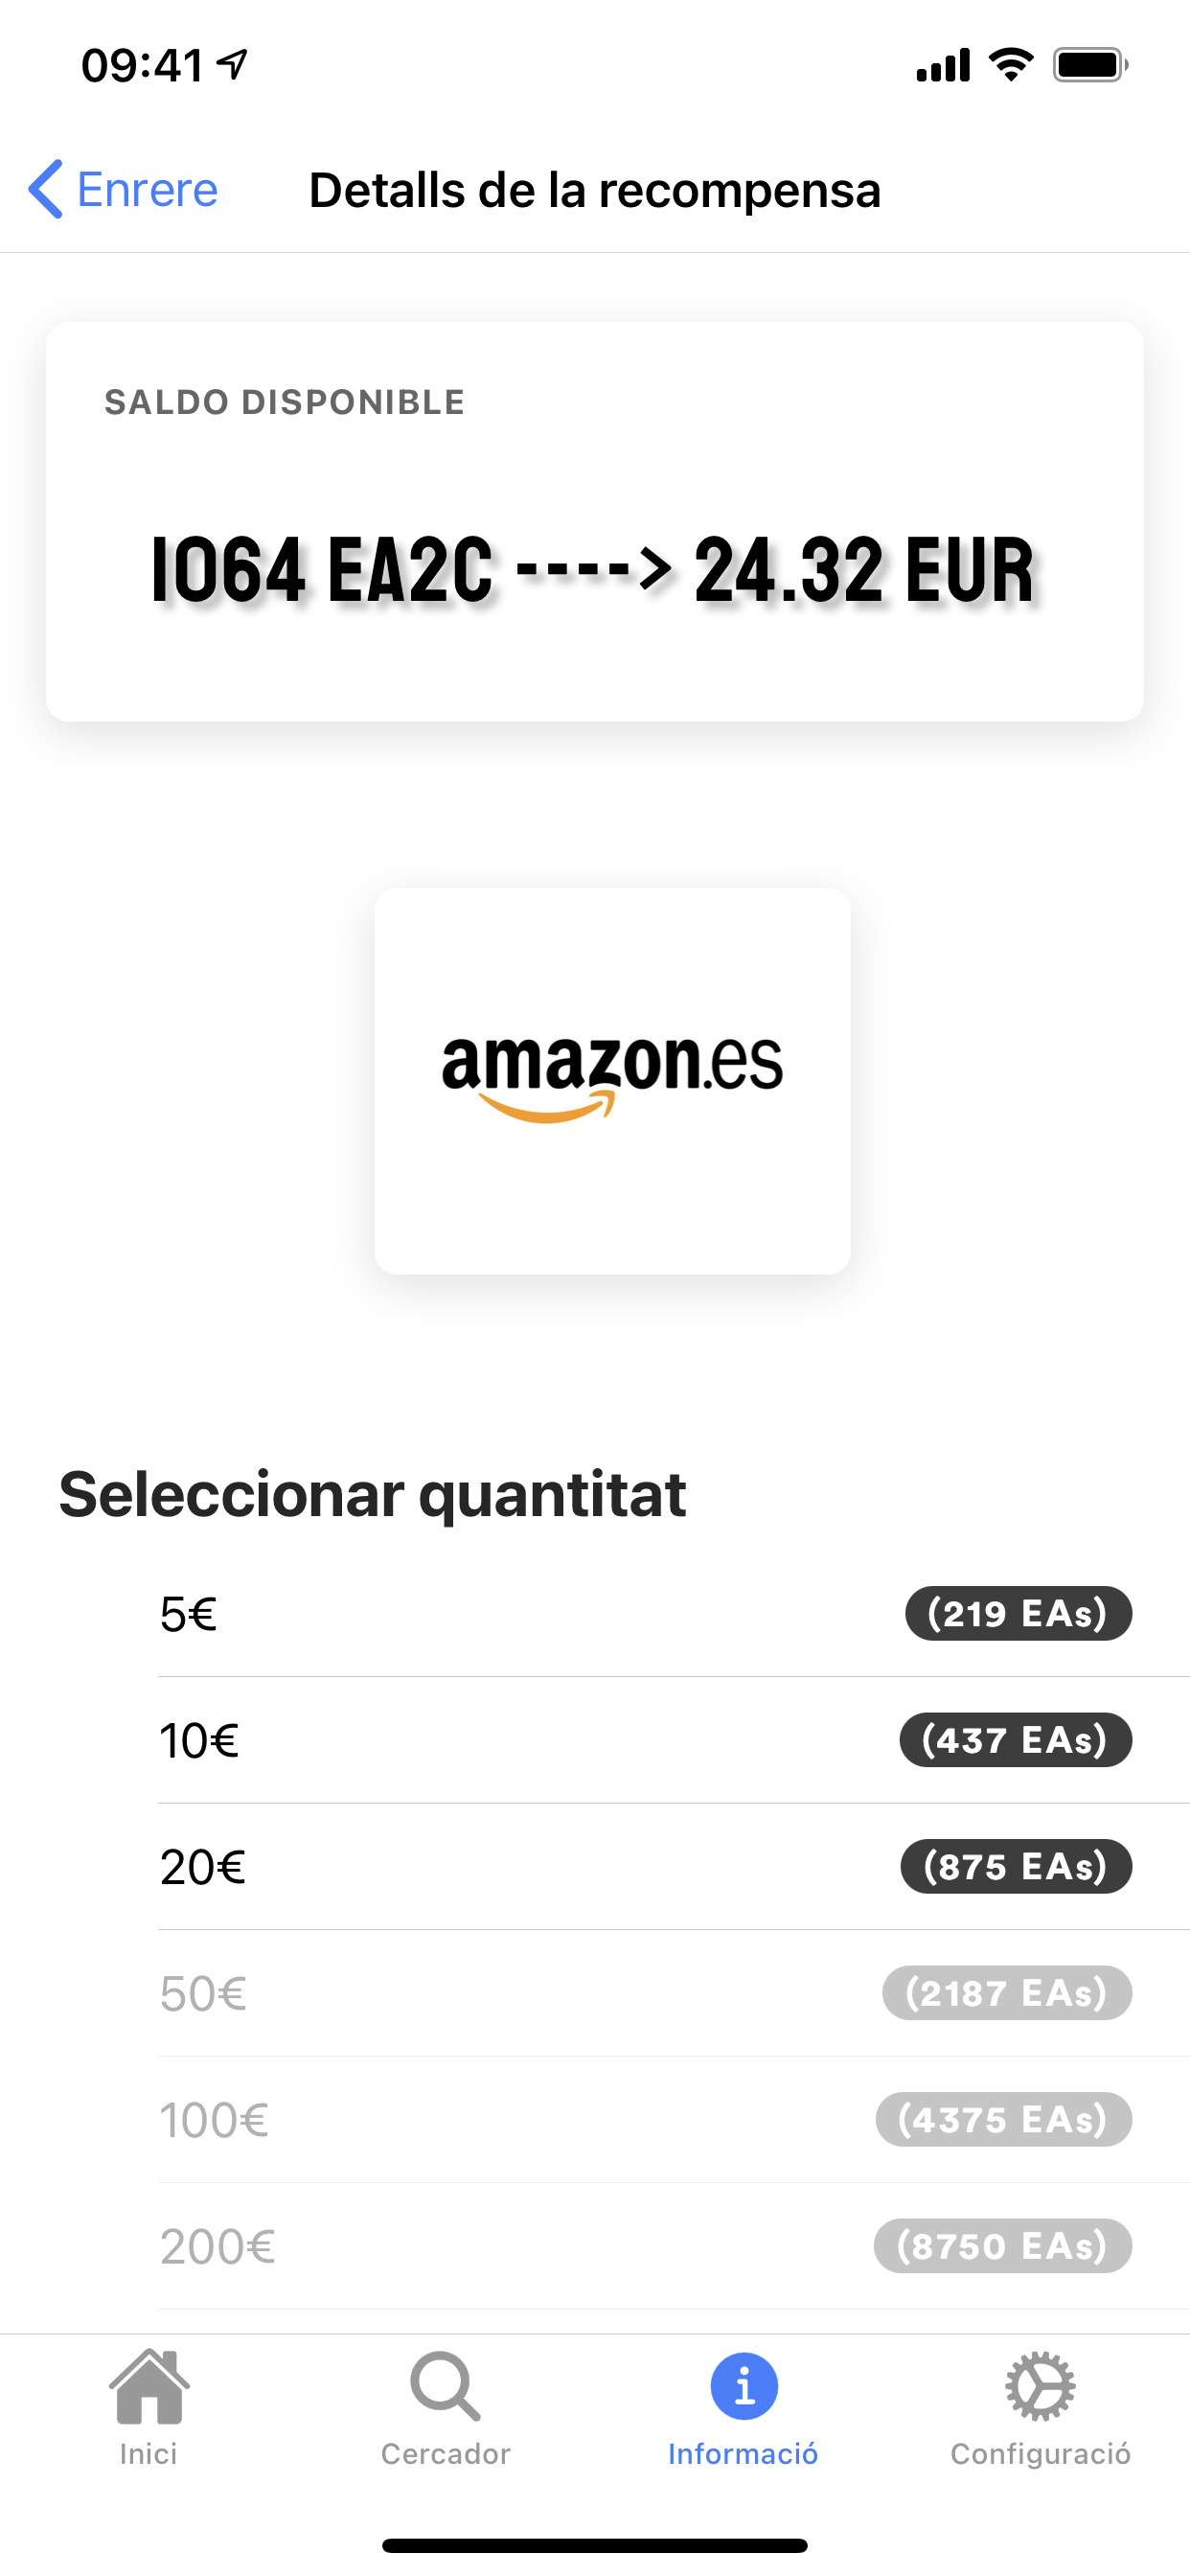 09:41
Enrere
Detalls de la recompensa
SALDO DISPONIBLE
1064 EA2C ----> 24.32 EUR
amazon.es
Seleccionar quantitat
5€ (219 EAs)
10€ (437 EAs)
20€ (875 EAs)
50€ (2187 EAs)
100€ (4375 EAs)
200€ (8750 EAs)
Inici Cercador Informació Configuració